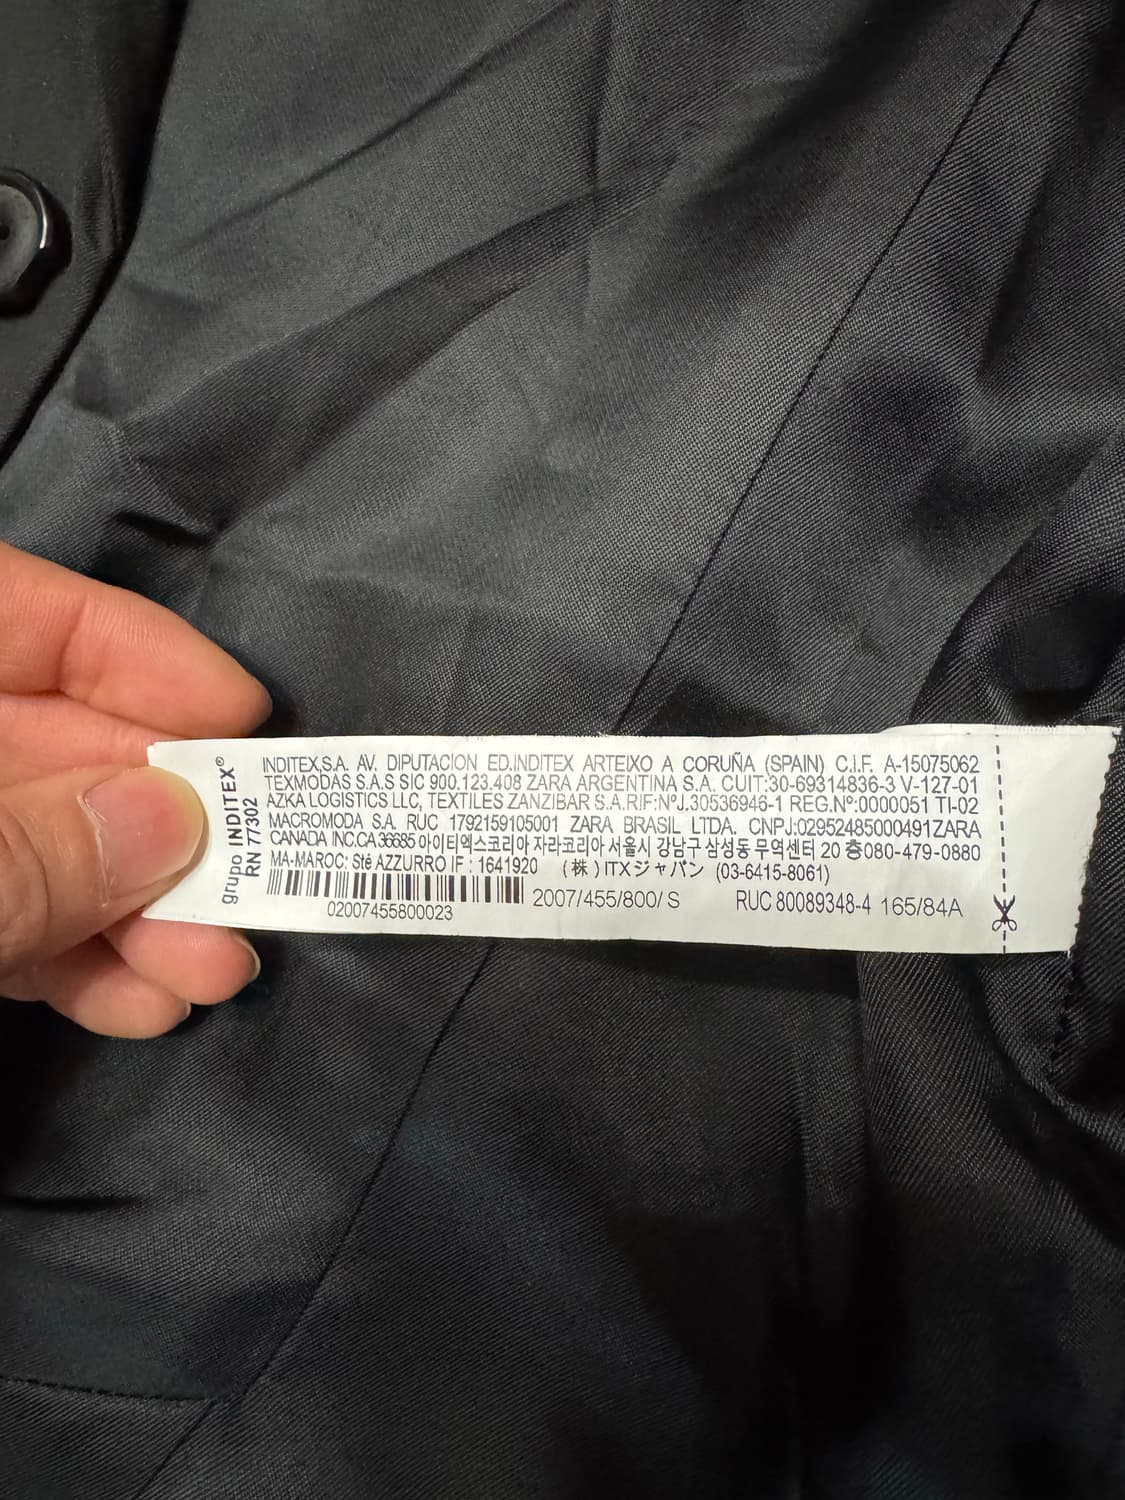 grupo INDITEX®
RN 77302
INDITEX,S.A. AV. DIPUTACION ED.INDITEX ARTEIXO A CORUÑA (SPAIN) C.I.F. A-15075062
TEXMODAS S.A.S SIC 900.123.408 ZARA ARGENTINA S.A. CUIT:30-69314836-3 V-127-01
AZKA LOGISTICS LLC, TEXTILES ZANZIBAR S.A.RIF:NºJ.30536946-1 REG.Nº:0000051 TI-02
MACROMODA S.A. RUC 1792159105001 ZARA BRASIL LTDA. CNPJ:02952485000491ZARA
CANADA INC.CA 36685 아이티엑스코리아 자라코리아 서울시 강남구 삼성동 무역센터 20 층080-479-0880
MA-MAROC: Sté AZZURRO IF : 1641920 (株)ITXジャパン (03-6415-8061)
2007/455/800/ S RUC 80089348-4 165/84A
02007455800023